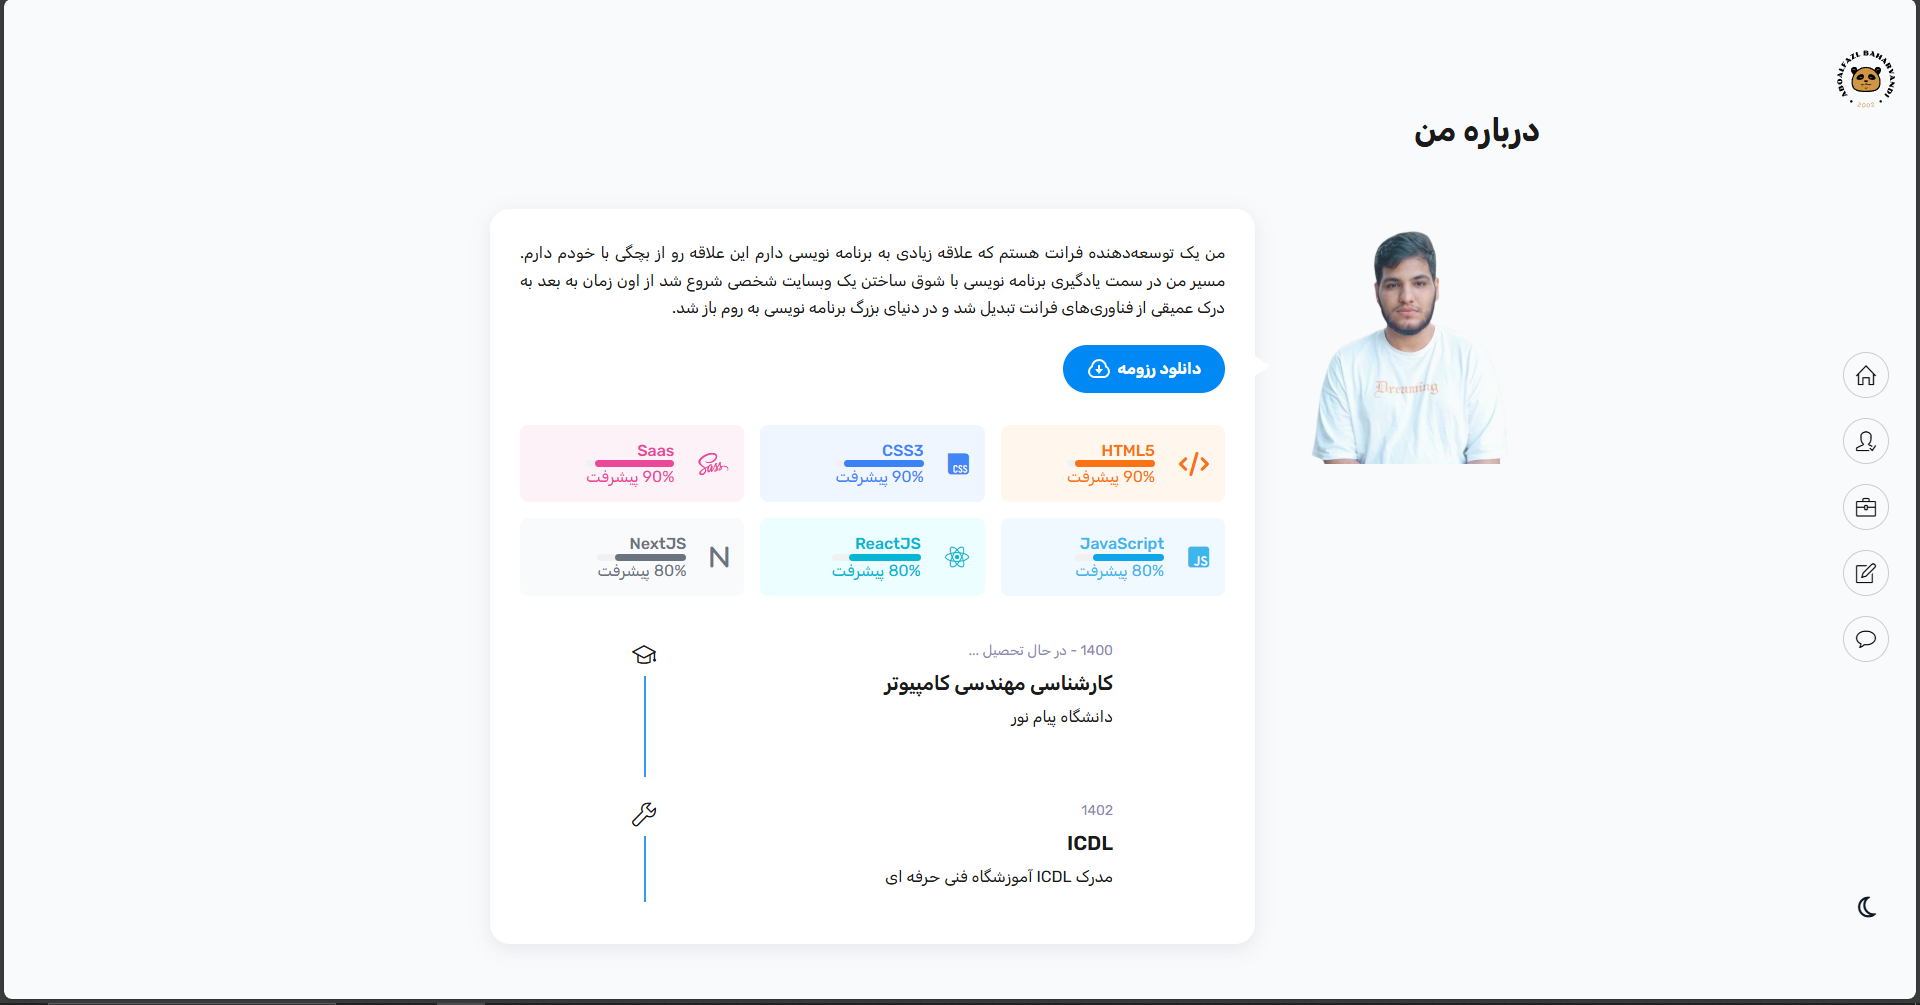 ABOALFAZL BAHARVANDI
2002
درباره من
من یک توسعه‌دهنده فرانت هستم که علاقه زیادی به برنامه نویسی دارم این علاقه رو از بچگی با خودم دارم.
مسیر من در سمت یادگیری برنامه نویسی با شوق ساختن یک وبسایت شخصی شروع شد از اون زمان به بعد به
درک عمیقی از فناوری‌های فرانت تبدیل شد و در دنیای بزرگ برنامه نویسی به روم باز شد.
Dreaming
دانلود رزومه
HTML5
90% پیشرفت
CSS3
CSS
90% پیشرفت
Saas
Sass
90% پیشرفت
JavaScript
JS
80% پیشرفت
ReactJS
80% پیشرفت
NextJS
N
80% پیشرفت
1400 - در حال تحصیل ...
کارشناسی مهندسی کامپیوتر
دانشگاه پیام نور
1402
ICDL
مدرک ICDL آموزشگاه فنی حرفه ای